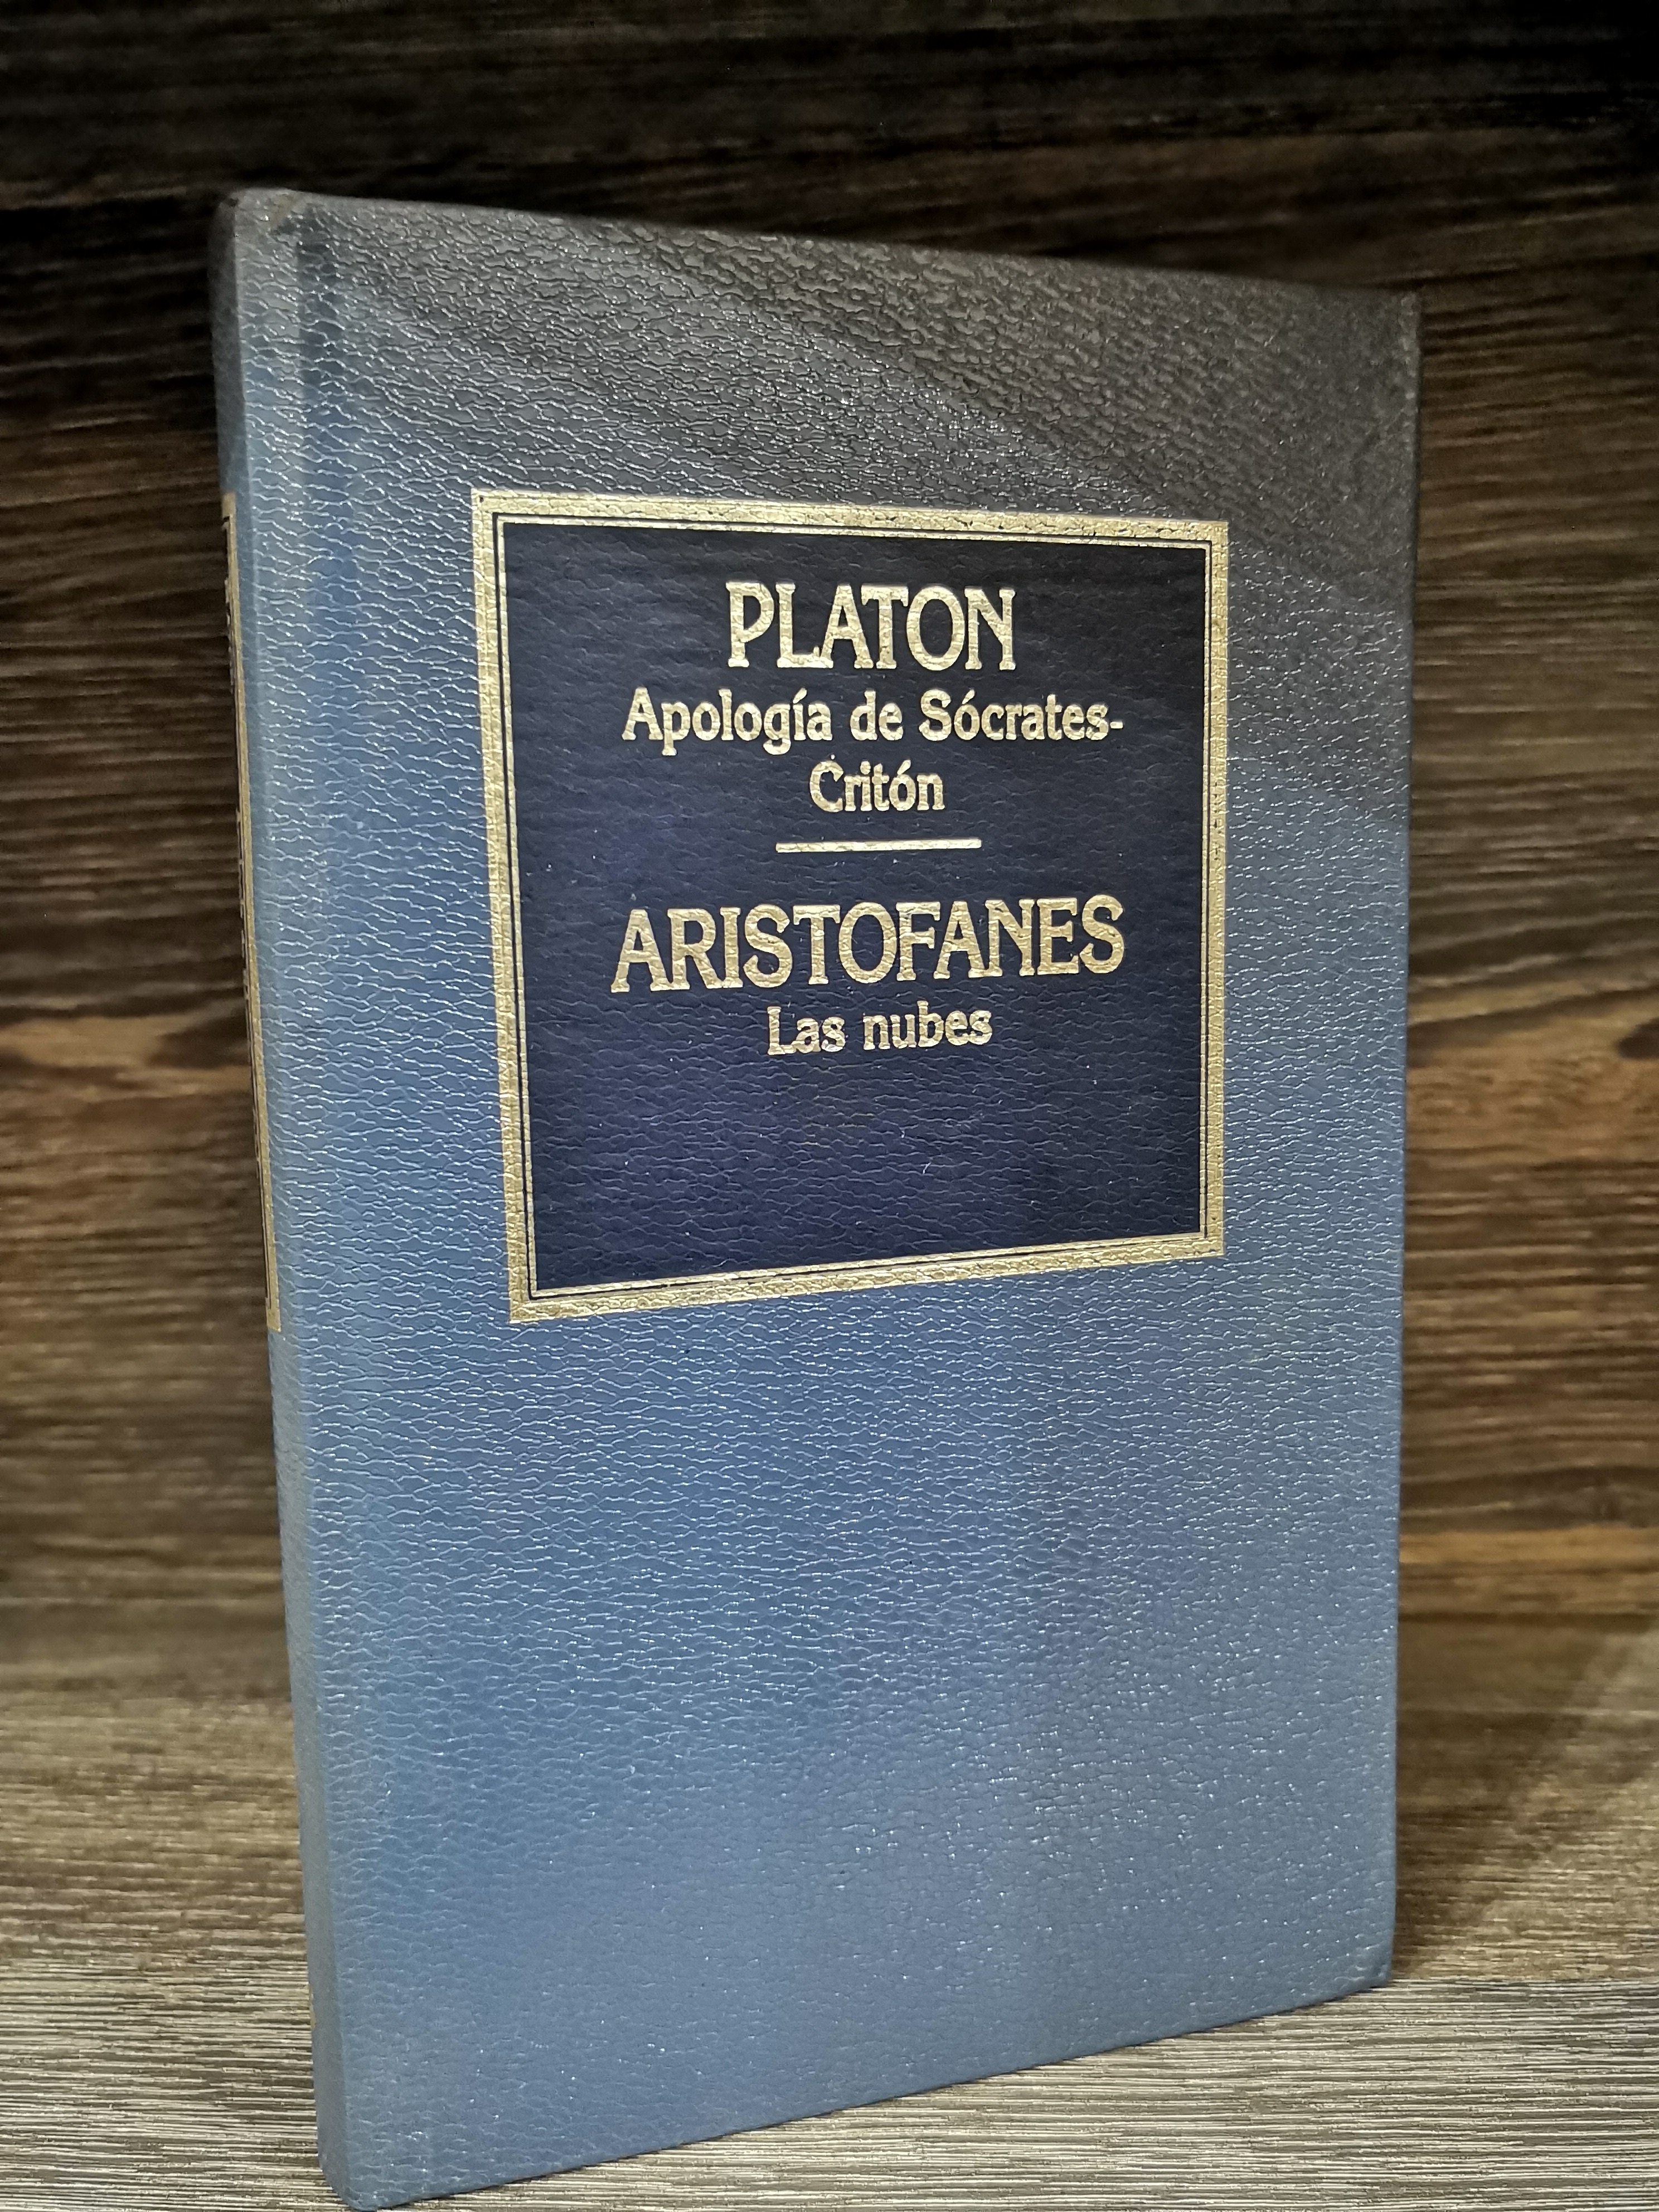 PLATON
Apología de Sócrates-
Critón
ARISTOFANES
Las nubes